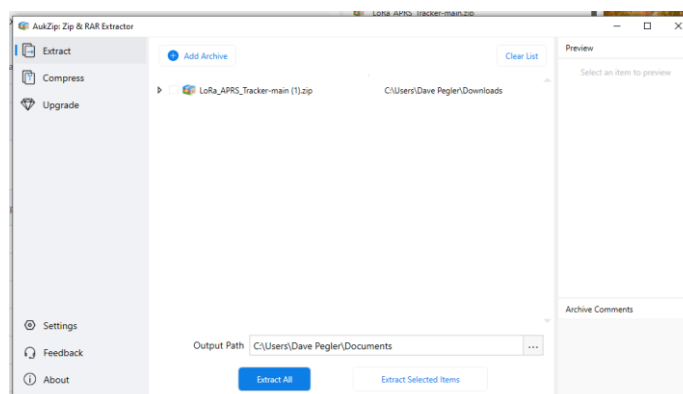 LoRa_APRS_Tracker-main.zip
AukZip: Zip & RAR Extractor
Extract
Compress
Upgrade
Add Archive
Clear List
LoRa_APRS_Tracker-main (1).zip C:\Users\Dave Pegler\Downloads
Preview
Select an item to preview
Archive Comments
Settings
Feedback
About
Output Path C:\Users\Dave Pegler\Documents ...
Extract All
Extract Selected Items